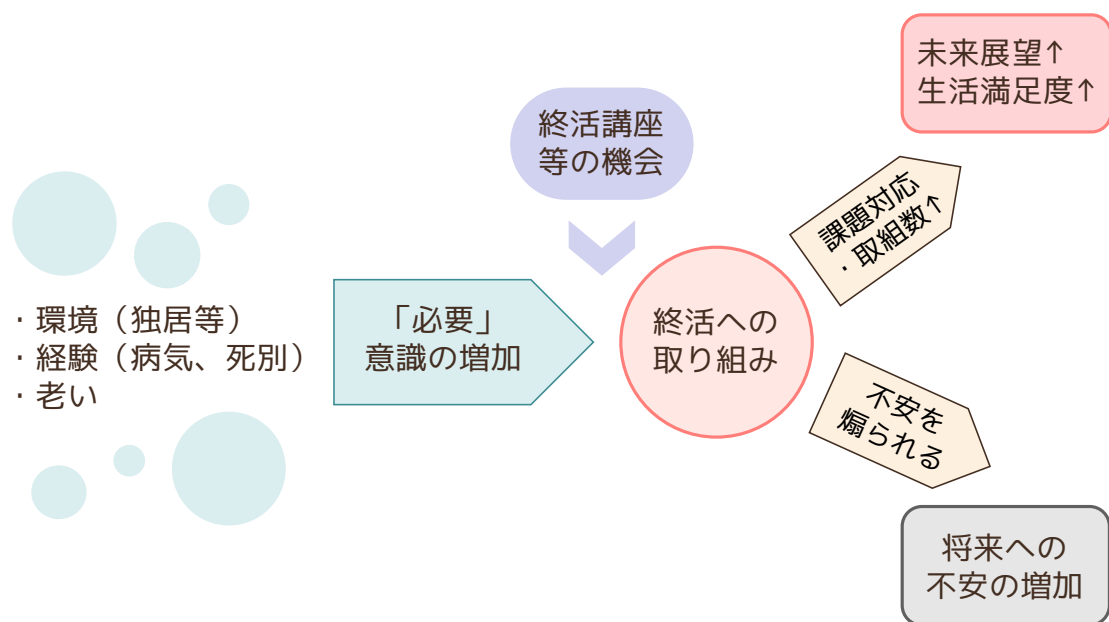 未来展望↑
生活満足度↑
終活講座
等の機会
課題対応
・取組数↑
・環境（独居等）
・経験（病気、死別）
・老い
「必要」
意識の増加
終活への
取り組み
不安を
煽られる
将来への
不安の増加